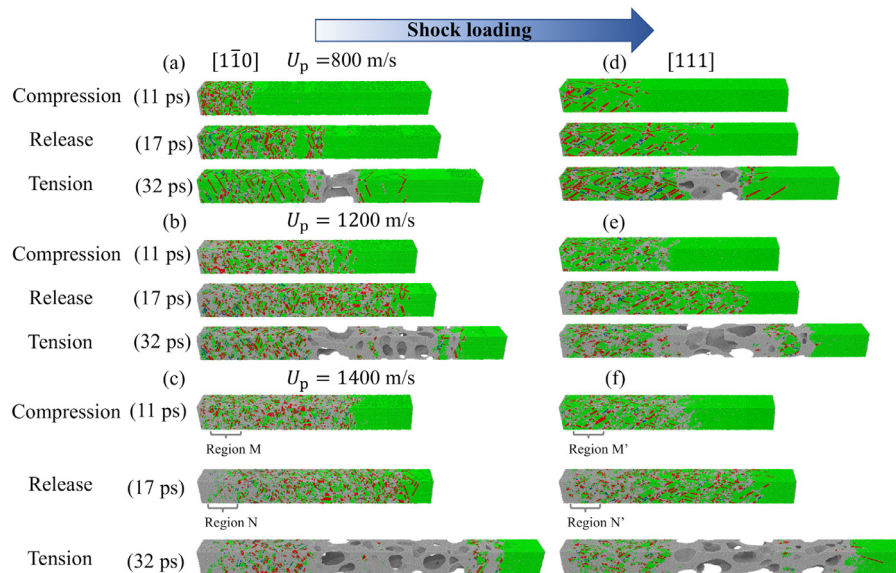 Shock loading
(a) [11̅0] U_p =800 m/s (d) [111]
Compression (11 ps)
Release (17 ps)
Tension (32 ps)
(b) U_p = 1200 m/s (e)
Compression (11 ps)
Release (17 ps)
Tension (32 ps)
(c) U_p = 1400 m/s (f)
Compression (11 ps)
Region M Region M’
Release (17 ps)
Region N Region N’
Tension (32 ps)